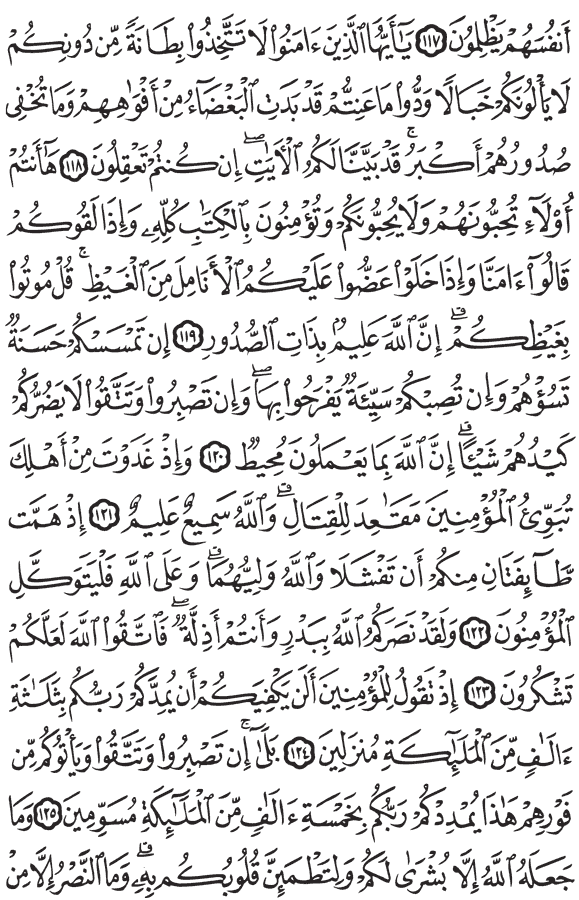 أَنفُسَهُمْ يَظْلِمُونَ ١١٧ يَٰٓأَيُّهَا ٱلَّذِينَ ءَامَنُوا۟ لَا تَتَّخِذُوا۟ بِطَانَةً مِّن دُونِكُمْ
لَا يَأْلُونَكُمْ خَبَالًا وَدُّوا۟ مَا عَنِتُّمْ قَدْ بَدَتِ ٱلْبَغْضَآءُ مِنْ أَفْوَٰهِهِمْ وَمَا تُخْفِى
صُدُورُهُمْ أَكْبَرُ ۚ قَدْ بَيَّنَّا لَكُمُ ٱلْـَٔايَٰتِ ۖ إِن كُنتُمْ تَعْقِلُونَ ١١٨ هَٰٓأَنتُمْ
أُو۟لَآءِ تُحِبُّونَهُمْ وَلَا يُحِبُّونَكُمْ وَتُؤْمِنُونَ بِٱلْكِتَٰبِ كُلِّهِۦ وَإِذَا لَقُوكُمْ
قَالُوٓا۟ ءَامَنَّا وَإِذَا خَلَوْا۟ عَضُّوا۟ عَلَيْكُمُ ٱلْأَنَامِلَ مِنَ ٱلْغَيْظِ ۚ قُلْ مُوتُوا۟
بِغَيْظِكُمْ ۗ إِنَّ ٱللَّهَ عَلِيمٌۢ بِذَاتِ ٱلصُّدُورِ ١١٩ إِن تَمْسَسْكُمْ حَسَنَةٌ
تَسُؤْهُمْ وَإِن تُصِبْكُمْ سَيِّئَةٌ يَفْرَحُوا۟ بِهَا ۖ وَإِن تَصْبِرُوا۟ وَتَتَّقُوا۟ لَا يَضُرُّكُمْ
كَيْدُهُمْ شَيْـًٔا ۗ إِنَّ ٱللَّهَ بِمَا يَعْمَلُونَ مُحِيطٌ ١٢٠ وَإِذْ غَدَوْتَ مِنْ أَهْلِكَ
تُبَوِّئُ ٱلْمُؤْمِنِينَ مَقَٰعِدَ لِلْقِتَالِ ۗ وَٱللَّهُ سَمِيعٌ عَلِيمٌ ١٢١ إِذْ هَمَّت
طَّآئِفَتَانِ مِنكُمْ أَن تَفْشَلَا وَٱللَّهُ وَلِيُّهُمَا ۗ وَعَلَى ٱللَّهِ فَلْيَتَوَكَّلِ
ٱلْمُؤْمِنُونَ ١٢٢ وَلَقَدْ نَصَرَكُمُ ٱللَّهُ بِبَدْرٍ وَأَنتُمْ أَذِلَّةٌ ۖ فَٱتَّقُوا۟ ٱللَّهَ لَعَلَّكُمْ
تَشْكُرُونَ ١٢٣ إِذْ تَقُولُ لِلْمُؤْمِنِينَ أَلَن يَكْفِيَكُمْ أَن يُمِدَّكُمْ رَبُّكُم بِثَلَٰثَةِ
ءَالَٰفٍ مِّنَ ٱلْمَلَٰٓئِكَةِ مُنزَلِينَ ١٢٤ بَلَىٰٓ ۚ إِن تَصْبِرُوا۟ وَتَتَّقُوا۟ وَيَأْتُوكُم مِّن
فَوْرِهِمْ هَٰذَا يُمْدِدْكُمْ رَبُّكُم بِخَمْسَةِ ءَالَٰفٍ مِّنَ ٱلْمَلَٰٓئِكَةِ مُسَوِّمِينَ ١٢٥ وَمَا
جَعَلَهُ ٱللَّهُ إِلَّا بُشْرَىٰ لَكُمْ وَلِتَطْمَئِنَّ قُلُوبُكُم بِهِۦ ۗ وَمَا ٱلنَّصْرُ إِلَّا مِنْ